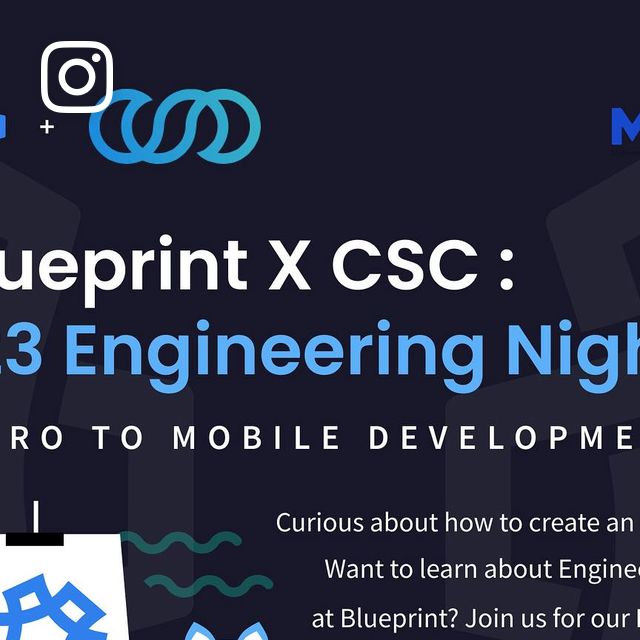 +
M
ueprint X CSC :
3 Engineering Nigh
RO TO MOBILE DEVELOPME
Curious about how to create an
Want to learn about Enginee
at Blueprint? Join us for our